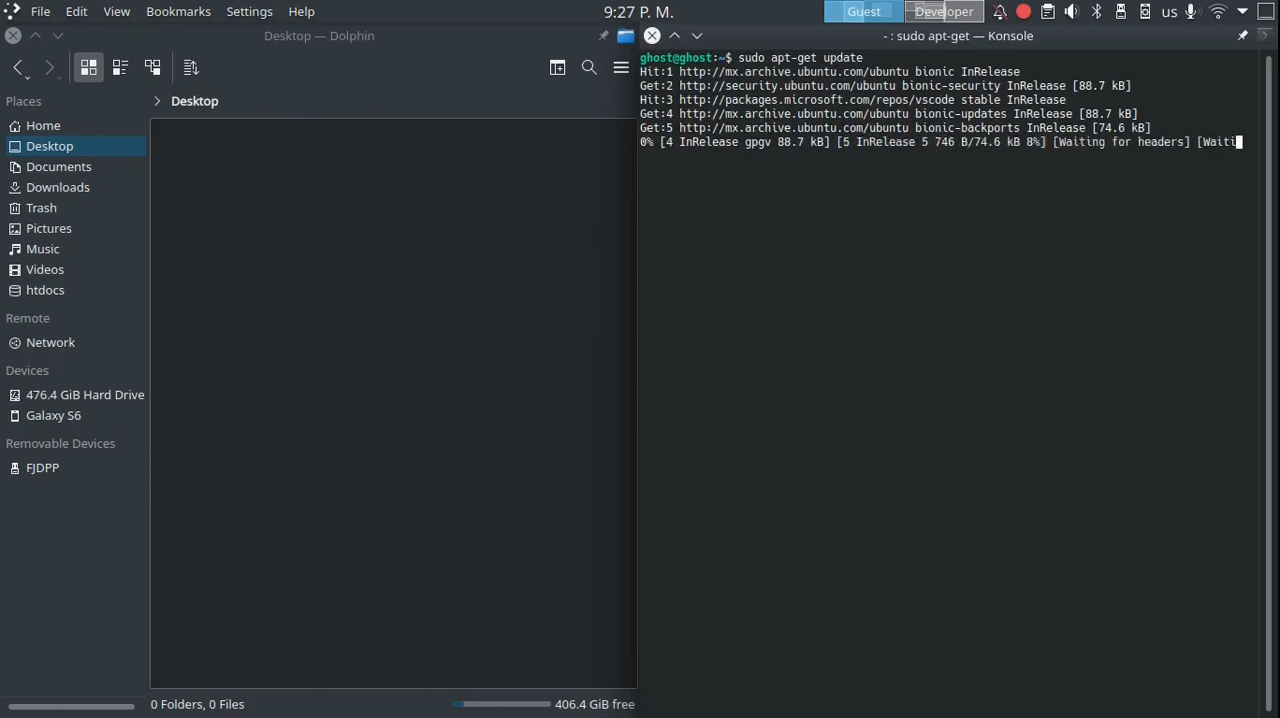 File Edit View Bookmarks Settings Help 9:27 P. M. Guest Developer us
Desktop — Dolphin
- : sudo apt-get — Konsole
Places
Desktop
Home
Desktop
Documents
Downloads
Trash
Pictures
Music
Videos
htdocs
Remote
Network
Devices
476.4 GiB Hard Drive
Galaxy S6
Removable Devices
FJDPP
0 Folders, 0 Files 406.4 GiB free
ghost@ghost:~$ sudo apt-get update
Hit:1 http://mx.archive.ubuntu.com/ubuntu bionic InRelease
Get:2 http://security.ubuntu.com/ubuntu bionic-security InRelease [88.7 kB]
Hit:3 http://packages.microsoft.com/repos/vscode stable InRelease
Get:4 http://mx.archive.ubuntu.com/ubuntu bionic-updates InRelease [88.7 kB]
Get:5 http://mx.archive.ubuntu.com/ubuntu bionic-backports InRelease [74.6 kB]
0% [4 InRelease gpgv 88.7 kB] [5 InRelease 5 746 B/74.6 kB 8%] [Waiting for headers] [Waiti